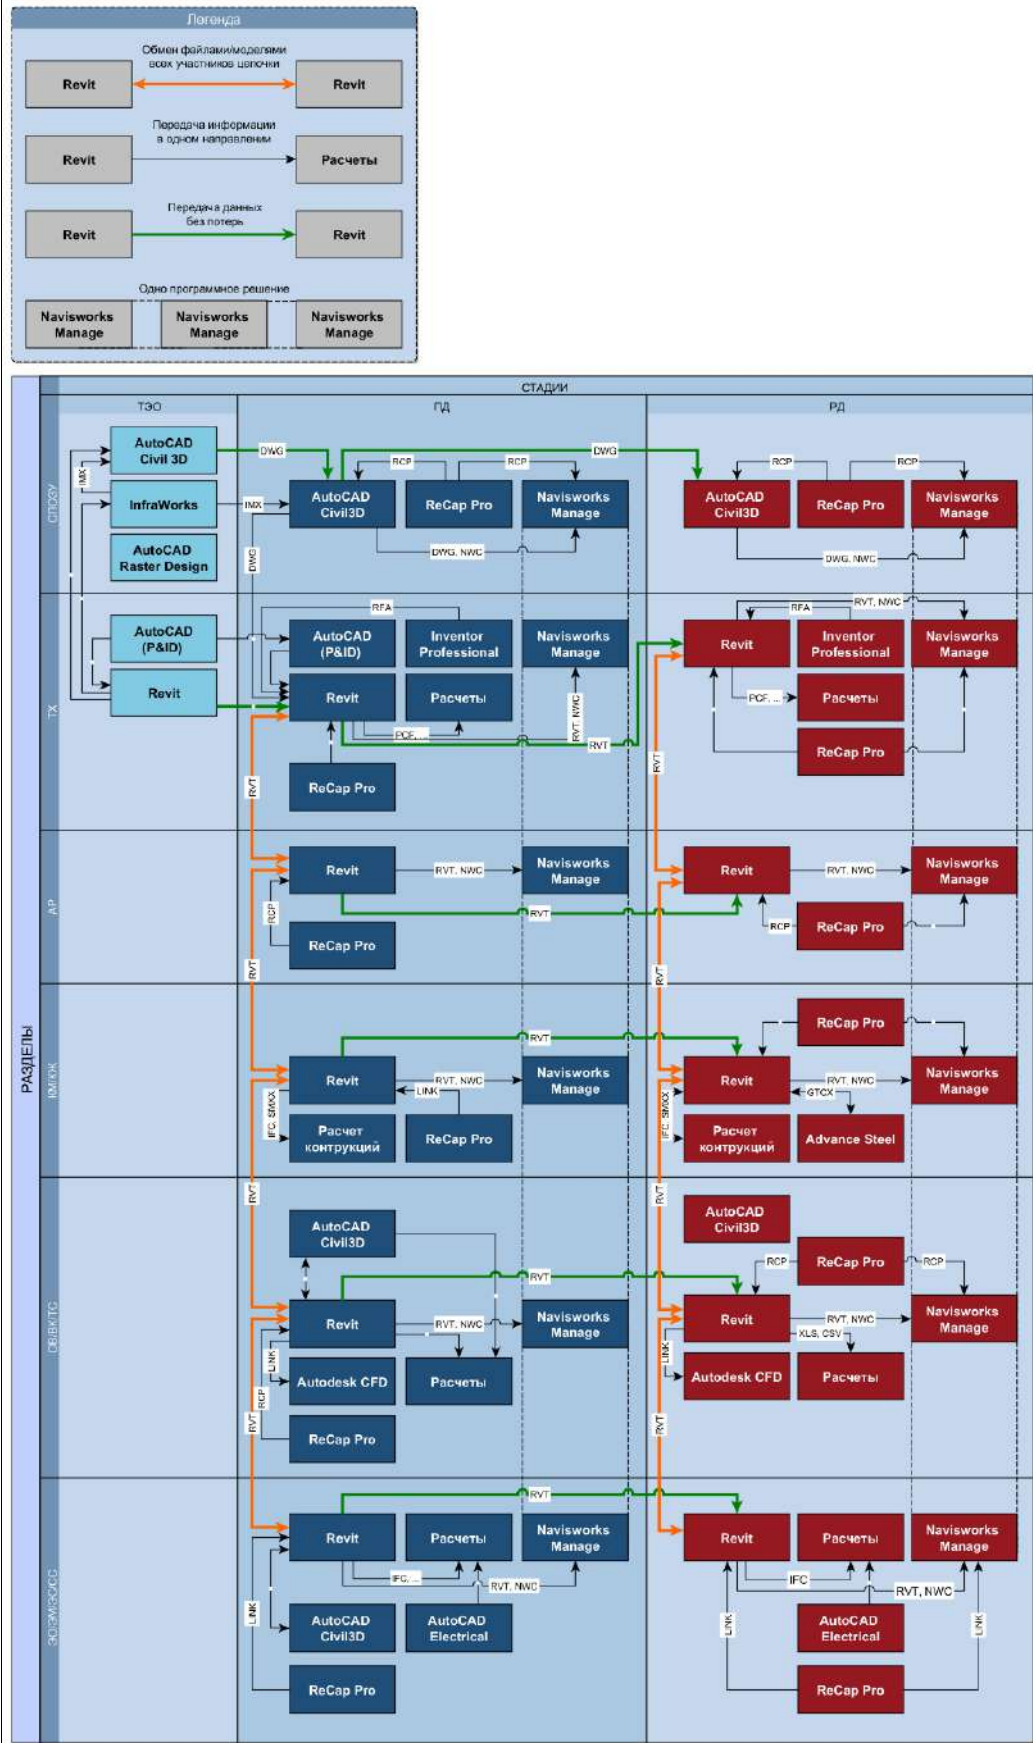 Легенда
Обмен файлами/моделями
всех участников цепочки
Revit
Revit
Передача информации
в одном направлении
Revit
Расчеты
Передача данных
без потерь
Revit
Revit
Одно программное решение
Navisworks
Manage
Navisworks
Manage
Navisworks
Manage
РАЗДЕЛЫ
СТАДИИ
ТЭО
ПД
РД
СПОЗУ
AutoCAD
Civil 3D
InfraWorks
AutoCAD
Raster Design
IMX
DWG
IMX
DWG
AutoCAD
Civil3D
ReCap Pro
Navisworks
Manage
RCP
RCP
DWG, NWC
DWG
AutoCAD
Civil3D
ReCap Pro
Navisworks
Manage
RCP
RCP
DWG, NWC
ТХ
AutoCAD
(P&ID)
Revit
RFA
AutoCAD
(P&ID)
Inventor
Professional
Navisworks
Manage
Revit
Расчеты
PCF, ...
RVT, NWC
RVT
ReCap Pro
RVT
RVT, NWC
RFA
Revit
Inventor
Professional
Navisworks
Manage
PCF, ...
Расчеты
ReCap Pro
RVT
АР
Revit
RVT, NWC
Navisworks
Manage
RCP
RVT
ReCap Pro
RVT
Revit
RVT, NWC
Navisworks
Manage
RCP
ReCap Pro
RVT
КМ/КЖ
RVT
Revit
RVT, NWC
LINK
Navisworks
Manage
IFC, SMXX
Расчет
контрукций
ReCap Pro
RVT
ReCap Pro
Revit
RVT, NWC
GTCX
Navisworks
Manage
IFC, SMXX
Расчет
контрукций
Advance Steel
RVT
ОВ/ВК/ТС
AutoCAD
Civil3D
RVT
Revit
RVT, NWC
Navisworks
Manage
LINK
RCP
Autodesk CFD
Расчеты
RVT
ReCap Pro
AutoCAD
Civil3D
RCP
ReCap Pro
RCP
Revit
RVT, NWC
XLS, CSV
Navisworks
Manage
LINK
Autodesk CFD
Расчеты
RVT
ЭО/ЭМ/ЭС/СС
RVT
Revit
Расчеты
Navisworks
Manage
IFC, ...
RVT, NWC
LINK
AutoCAD
Civil3D
AutoCAD
Electrical
ReCap Pro
Revit
Расчеты
Navisworks
Manage
IFC
RVT, NWC
LINK
AutoCAD
Electrical
LINK
ReCap Pro